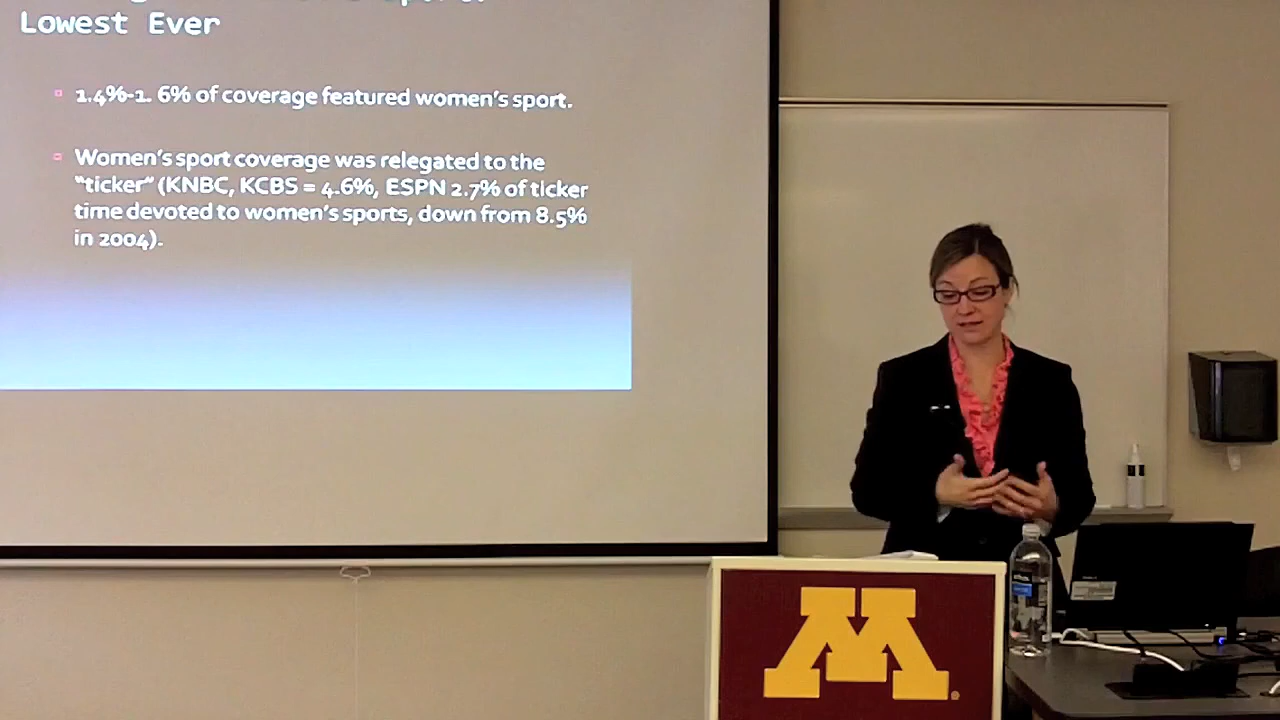 Lowest Ever
1.4%-1. 6% of coverage featured women's sport.
Women's sport coverage was relegated to the
"ticker" (KNBC, KCBS = 4.6%, ESPN 2.7% of ticker
time devoted to women's sports, down from 8.5%
in 2004).
M